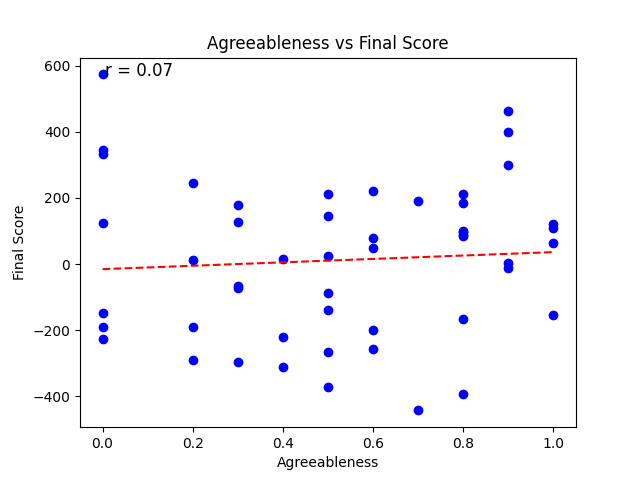 Agreeableness vs Final Score
r = 0.07
600
400
200
0
−200
−400
Final Score
0.0 0.2 0.4 0.6 0.8 1.0
Agreeableness